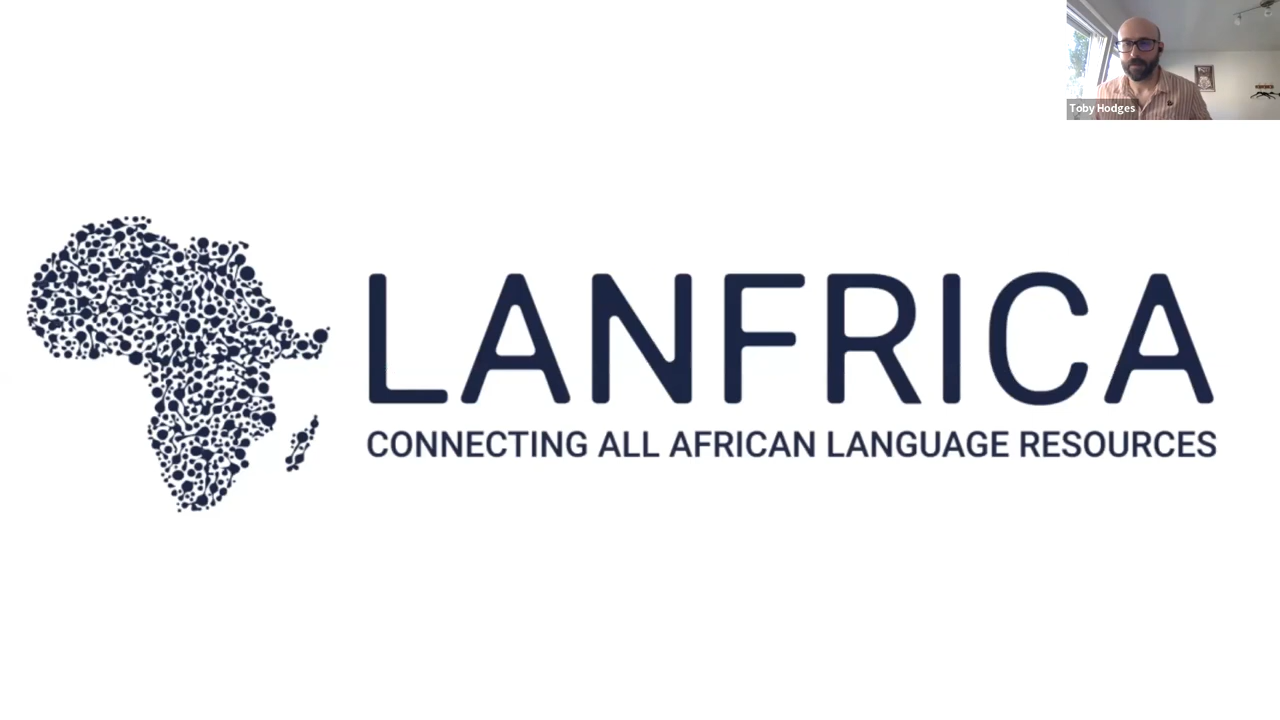 Toby Hodges
LANFRICA
CONNECTING ALL AFRICAN LANGUAGE RESOURCES